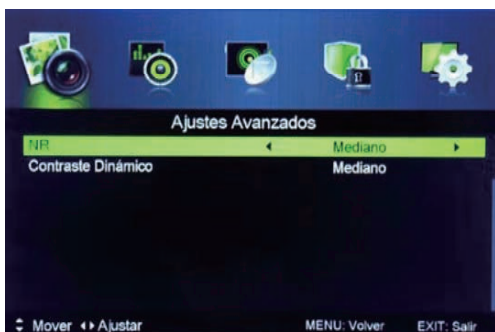 Ajustes Avanzados
NR Mediano
Contraste Dinámico Mediano
Mover Ajustar MENU: Volver EXIT: Salir